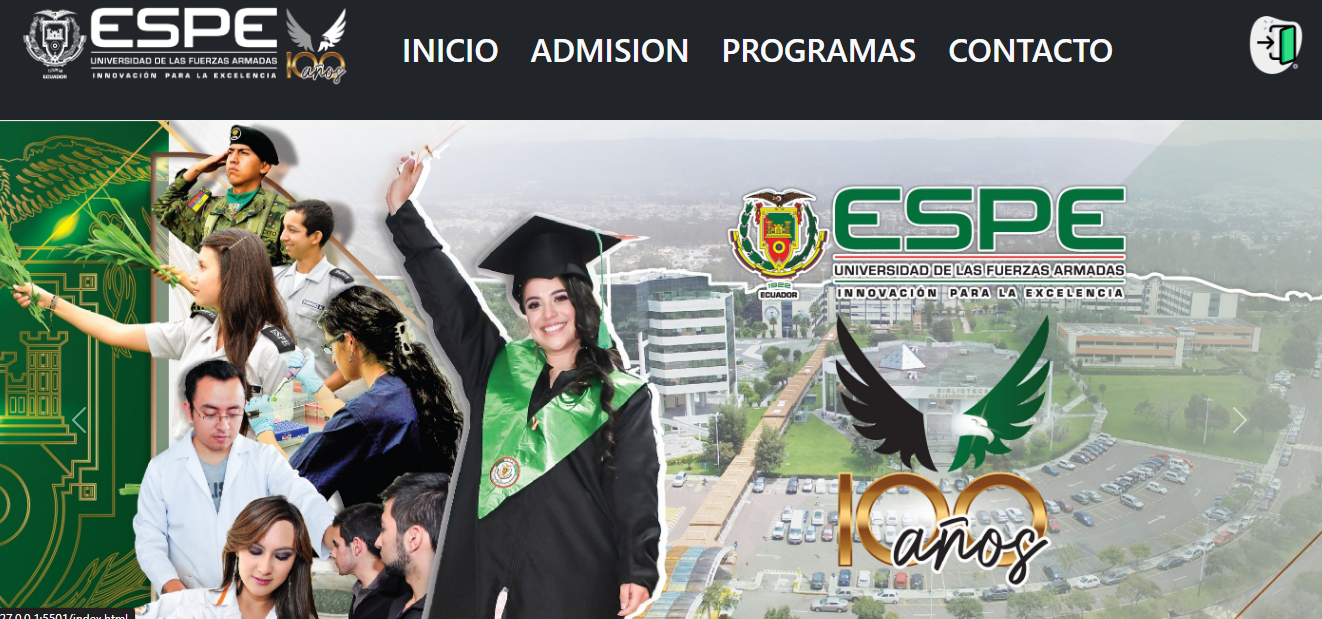 ESPE
UNIVERSIDAD DE LAS FUERZAS ARMADAS
INNOVACIÓN PARA LA EXCELENCIA
ECUADOR
100
años
INICIO ADMISION PROGRAMAS CONTACTO
ESPE
UNIVERSIDAD DE LAS FUERZAS ARMADAS
INNOVACIÓN PARA LA EXCELENCIA
1922
ECUADOR
BIBLIOTECA
100
años
27.0.0.1:5501/index.html